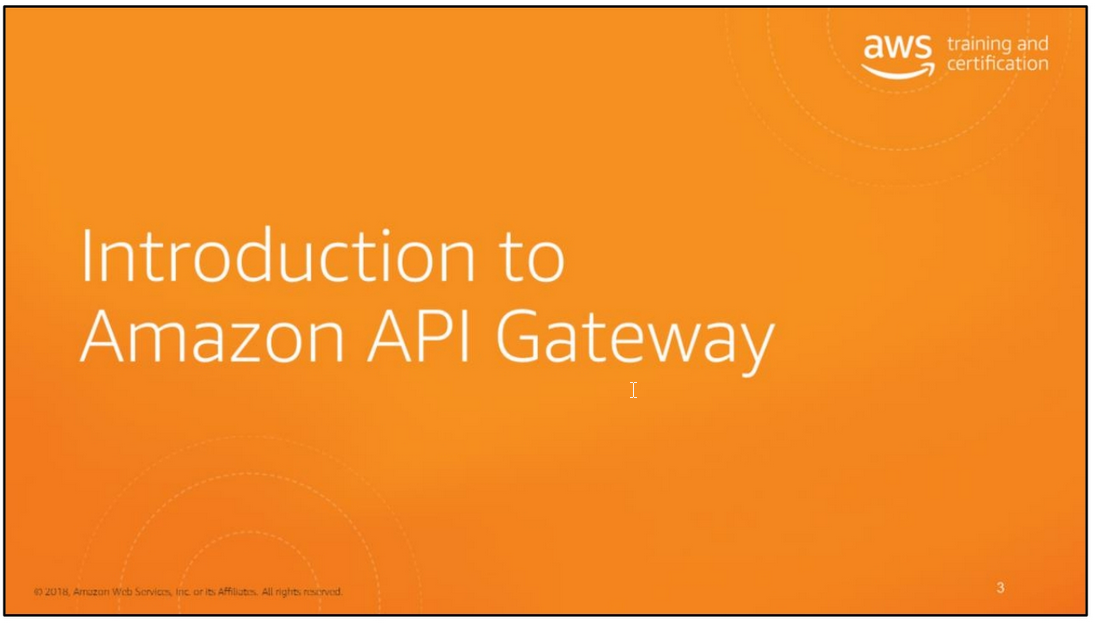 aws training and
certification
Introduction to
Amazon API Gateway
© 2018, Amazon Web Services, Inc. or its Affiliates. All rights reserved.
3